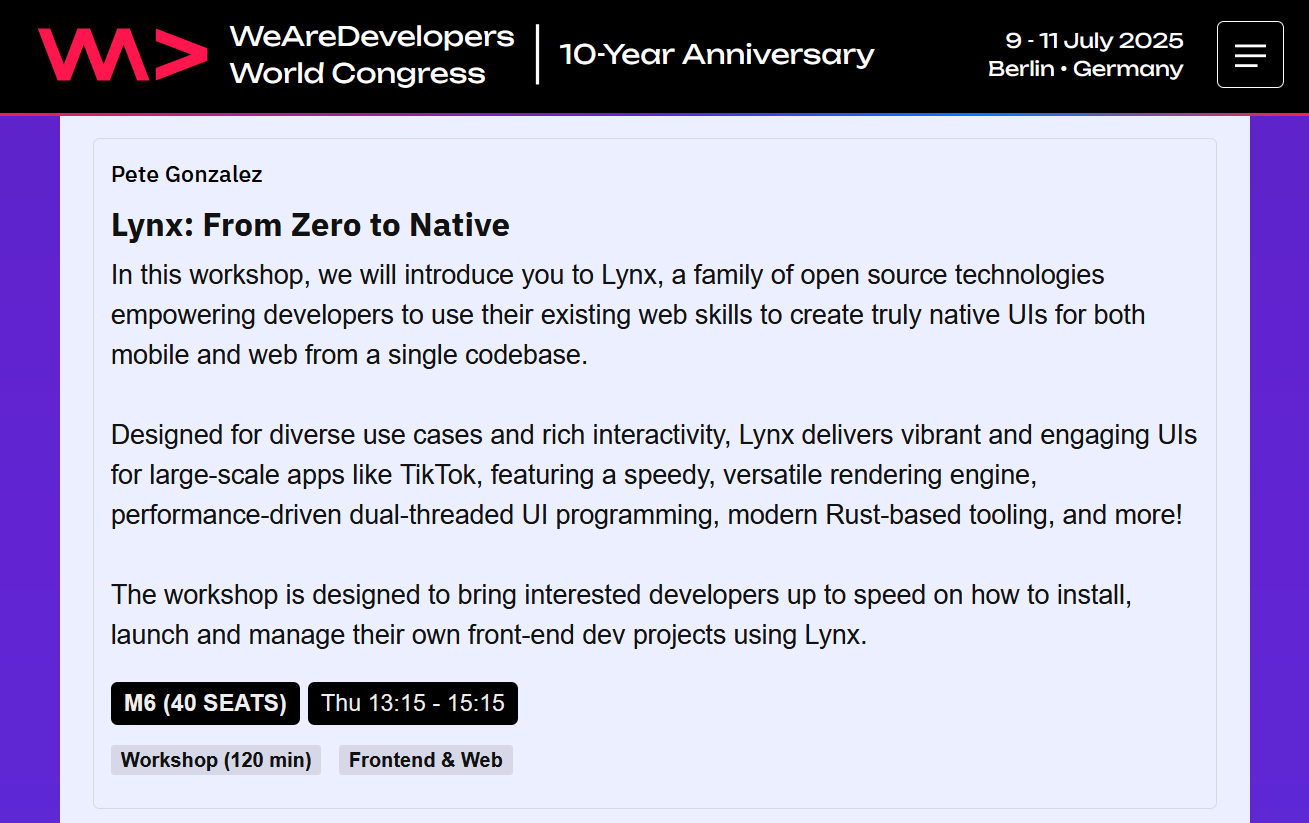 WeAreDevelopers
World Congress
10-Year Anniversary
9 - 11 July 2025
Berlin • Germany
Pete Gonzalez
Lynx: From Zero to Native
In this workshop, we will introduce you to Lynx, a family of open source technologies
empowering developers to use their existing web skills to create truly native UIs for both
mobile and web from a single codebase.
Designed for diverse use cases and rich interactivity, Lynx delivers vibrant and engaging UIs
for large-scale apps like TikTok, featuring a speedy, versatile rendering engine,
performance-driven dual-threaded UI programming, modern Rust-based tooling, and more!
The workshop is designed to bring interested developers up to speed on how to install,
launch and manage their own front-end dev projects using Lynx.
M6 (40 SEATS) Thu 13:15 - 15:15
Workshop (120 min) Frontend & Web